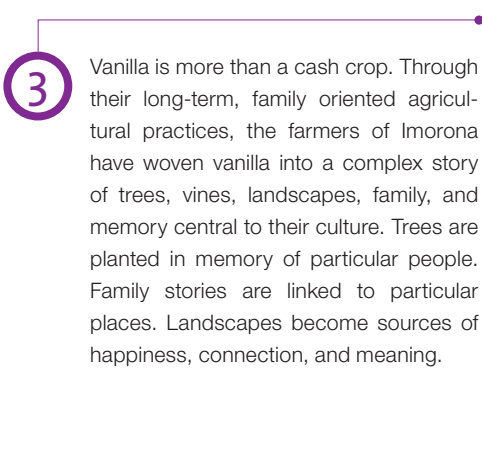 3
Vanilla is more than a cash crop. Through
their long-term, family oriented agricul-
tural practices, the farmers of Imorona
have woven vanilla into a complex story
of trees, vines, landscapes, family, and
memory central to their culture. Trees are
planted in memory of particular people.
Family stories are linked to particular
places. Landscapes become sources of
happiness, connection, and meaning.